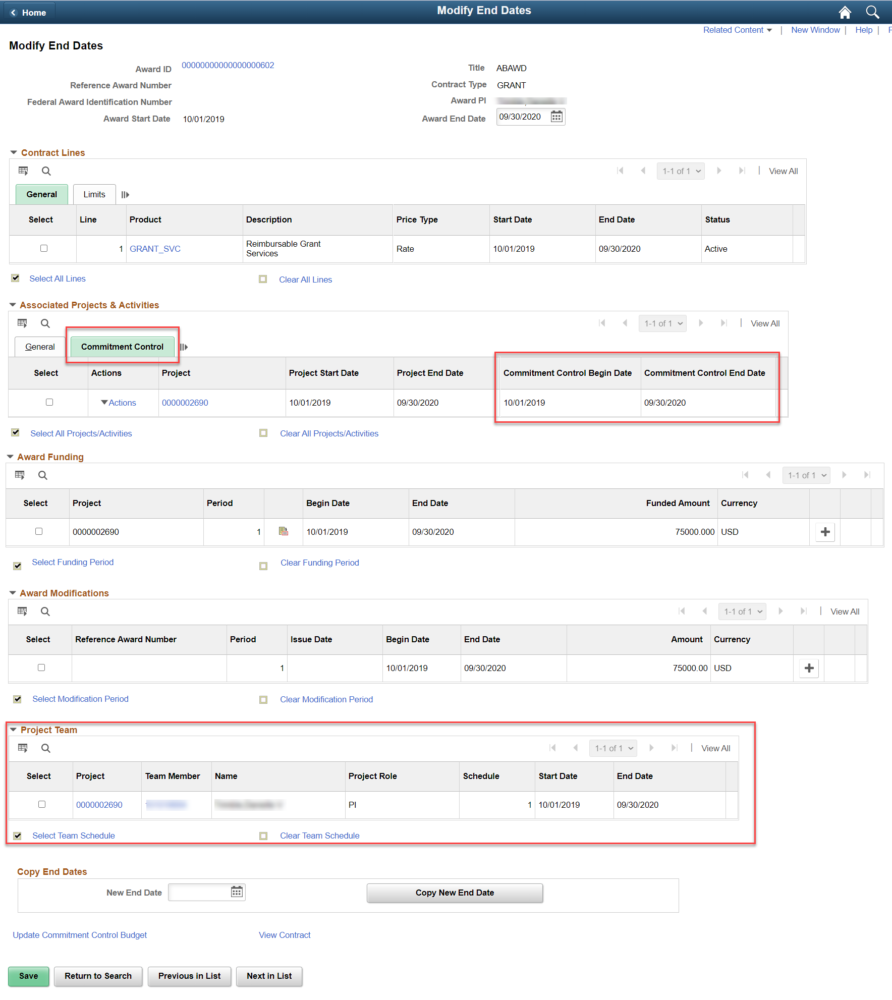 Home
Modify End Dates
Related Content | New Window | Help |
Modify End Dates
Award ID 00000000000000000602 Title ABAWD
Reference Award Number Contract Type GRANT
Federal Award Identification Number Award PI
Award Start Date 10/01/2019 Award End Date 09/30/2020
Contract Lines
1-1 of 1 | View All
General Limits
Select Line Product Description Price Type Start Date End Date Status
1 GRANT_SVC Reimbursable Grant Services Rate 10/01/2019 09/30/2020 Active
Select All Lines Clear All Lines
Associated Projects & Activities
1-1 of 1 | View All
General Commitment Control
Select Actions Project Project Start Date Project End Date Commitment Control Begin Date Commitment Control End Date
Actions 0000002690 10/01/2019 09/30/2020 10/01/2019 09/30/2020
Select All Projects/Activities Clear All Projects/Activities
Award Funding
1-1 of 1
Select Project Period Begin Date End Date Funded Amount Currency
0000002690 1 10/01/2019 09/30/2020 75000.000 USD
Select Funding Period Clear Funding Period
Award Modifications
1-1 of 1 | View All
Select Reference Award Number Period Issue Date Begin Date End Date Amount Currency
1 10/01/2019 09/30/2020 75000.00 USD
Select Modification Period Clear Modification Period
Project Team
1-1 of 1 | View All
Select Project Team Member Name Project Role Schedule Start Date End Date
0000002690 PI 1 10/01/2019 09/30/2020
Select Team Schedule Clear Team Schedule
Copy End Dates
New End Date Copy New End Date
Update Commitment Control Budget View Contract
Save Return to Search Previous in List Next in List